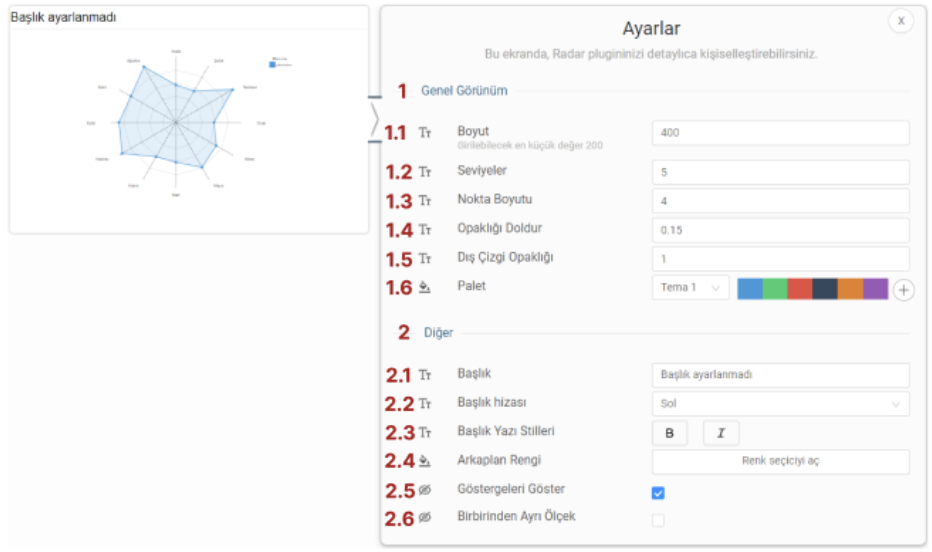 Başlık ayarlanmadı
Ayarlar
X
Bu ekranda, Radar plugininizi detaylıca kişiselleştirebilirsiniz.
1 Genel Görünüm
1.1 Tт Boyut 400
Girilebilecek en küçük değer 200
1.2 Tт Seviyeler 5
1.3 Tт Nokta Boyutu 4
1.4 Tт Opaklığı Doldur 0.15
1.5 Tт Dış Çizgi Opaklığı 1
1.6 Palet Tema 1
2 Diğer
2.1 Tт Başlık Başlık ayarlanmadı
2.2 Tт Başlık hizası Sol
2.3 Tт Başlık Yazı Stilleri B I
2.4 Arkaplan Rengi Renk seçiciyi aç
2.5 Göstergeleri Göster
2.6 Birbirinden Ayrı Ölçek